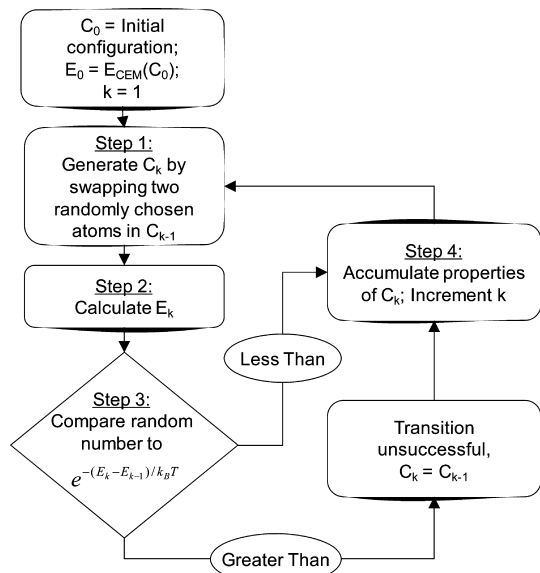 C₀ = Initial
configuration;
E₀ = E_CEM(C₀);
k = 1
Step 1:
Generate Cₖ by
swapping two
randomly chosen
atoms in Cₖ₋₁
Step 2:
Calculate Eₖ
Step 3:
Compare random
number to
e^{-(Eₖ-Eₖ₋₁)/k_BT}
Less Than
Greater Than
Transition
unsuccessful,
Cₖ = Cₖ₋₁
Step 4:
Accumulate properties
of Cₖ; Increment k